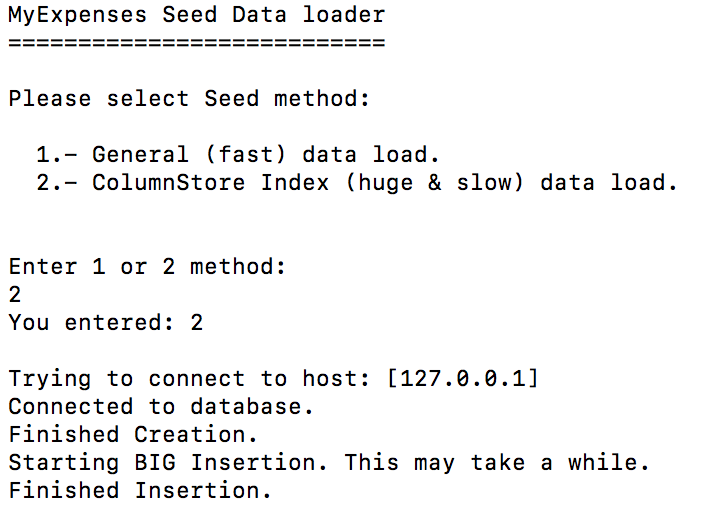 MyExpenses Seed Data loader
===========================
Please select Seed method:
1.- General (fast) data load.
2.- ColumnStore Index (huge & slow) data load.
Enter 1 or 2 method:
2
You entered: 2
Trying to connect to host: [127.0.0.1]
Connected to database.
Finished Creation.
Starting BIG Insertion. This may take a while.
Finished Insertion.